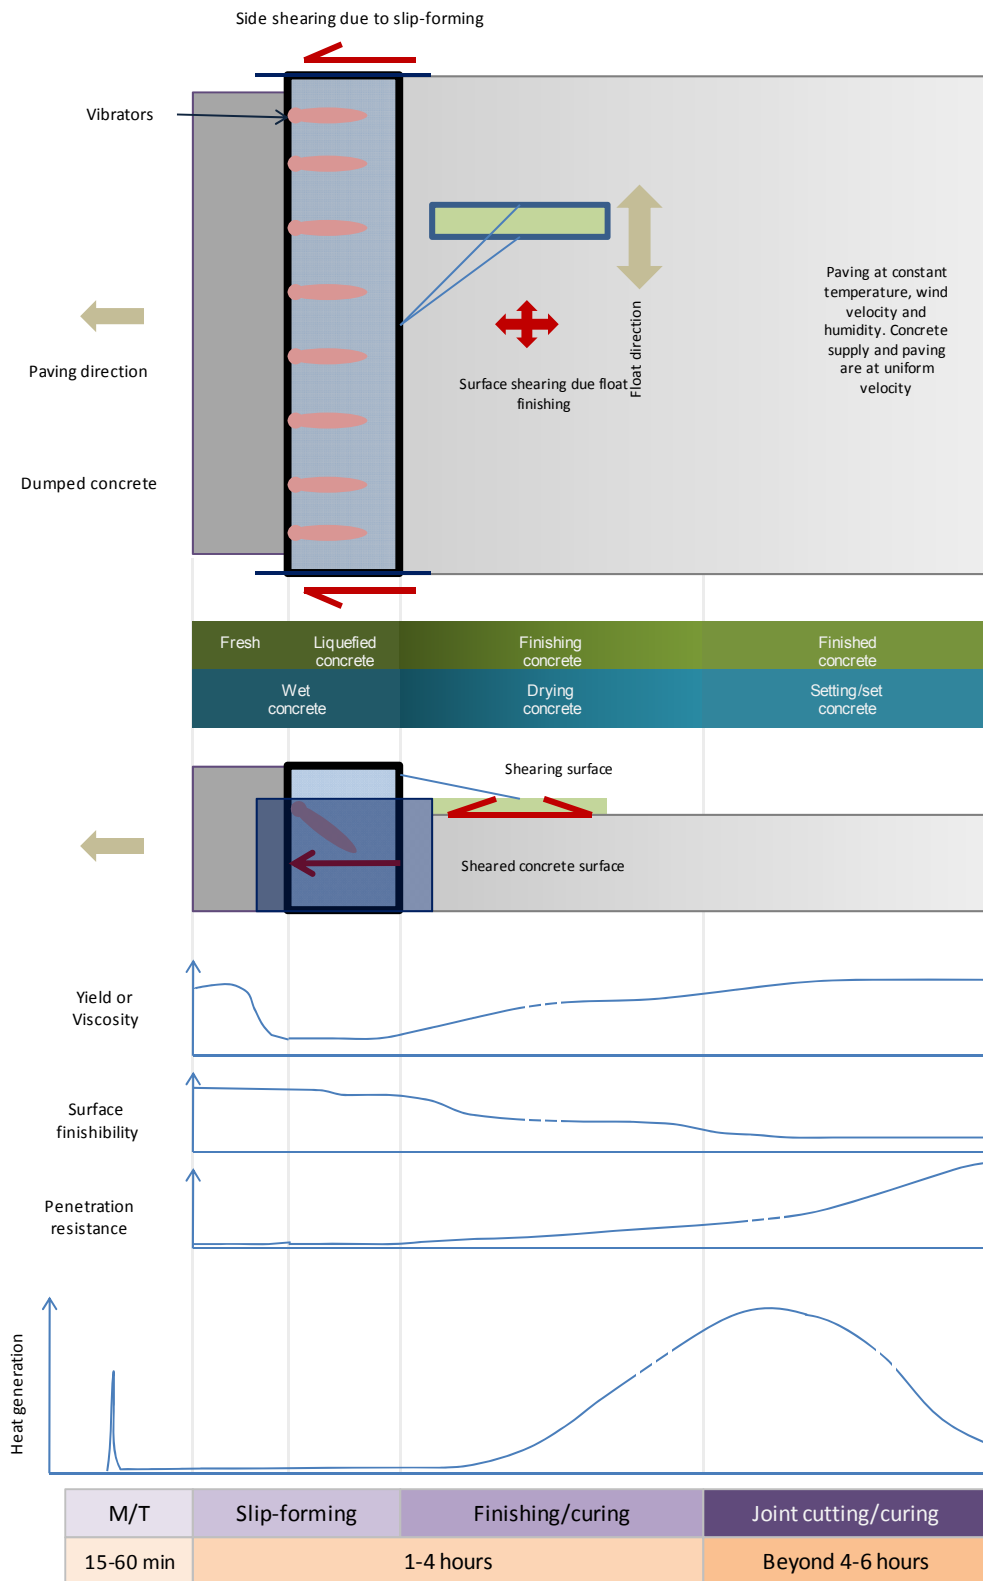 Side shearing due to slip-forming
Vibrators
Paving direction
Dumped concrete
Surface shearing due float
finishing
Float direction
Paving at constant
temperature, wind
velocity and
humidity. Concrete
supply and paving
are at uniform
velocity
Fresh
Liquefied
concrete
Finishing
concrete
Finished
concrete
Wet
concrete
Drying
concrete
Setting/set
concrete
Shearing surface
Sheared concrete surface
Yield or
Viscosity
Surface
finishibility
Penetration
resistance
Heat generation
M/T
Slip-forming
Finishing/curing
Joint cutting/curing
15-60 min
1-4 hours
Beyond 4-6 hours